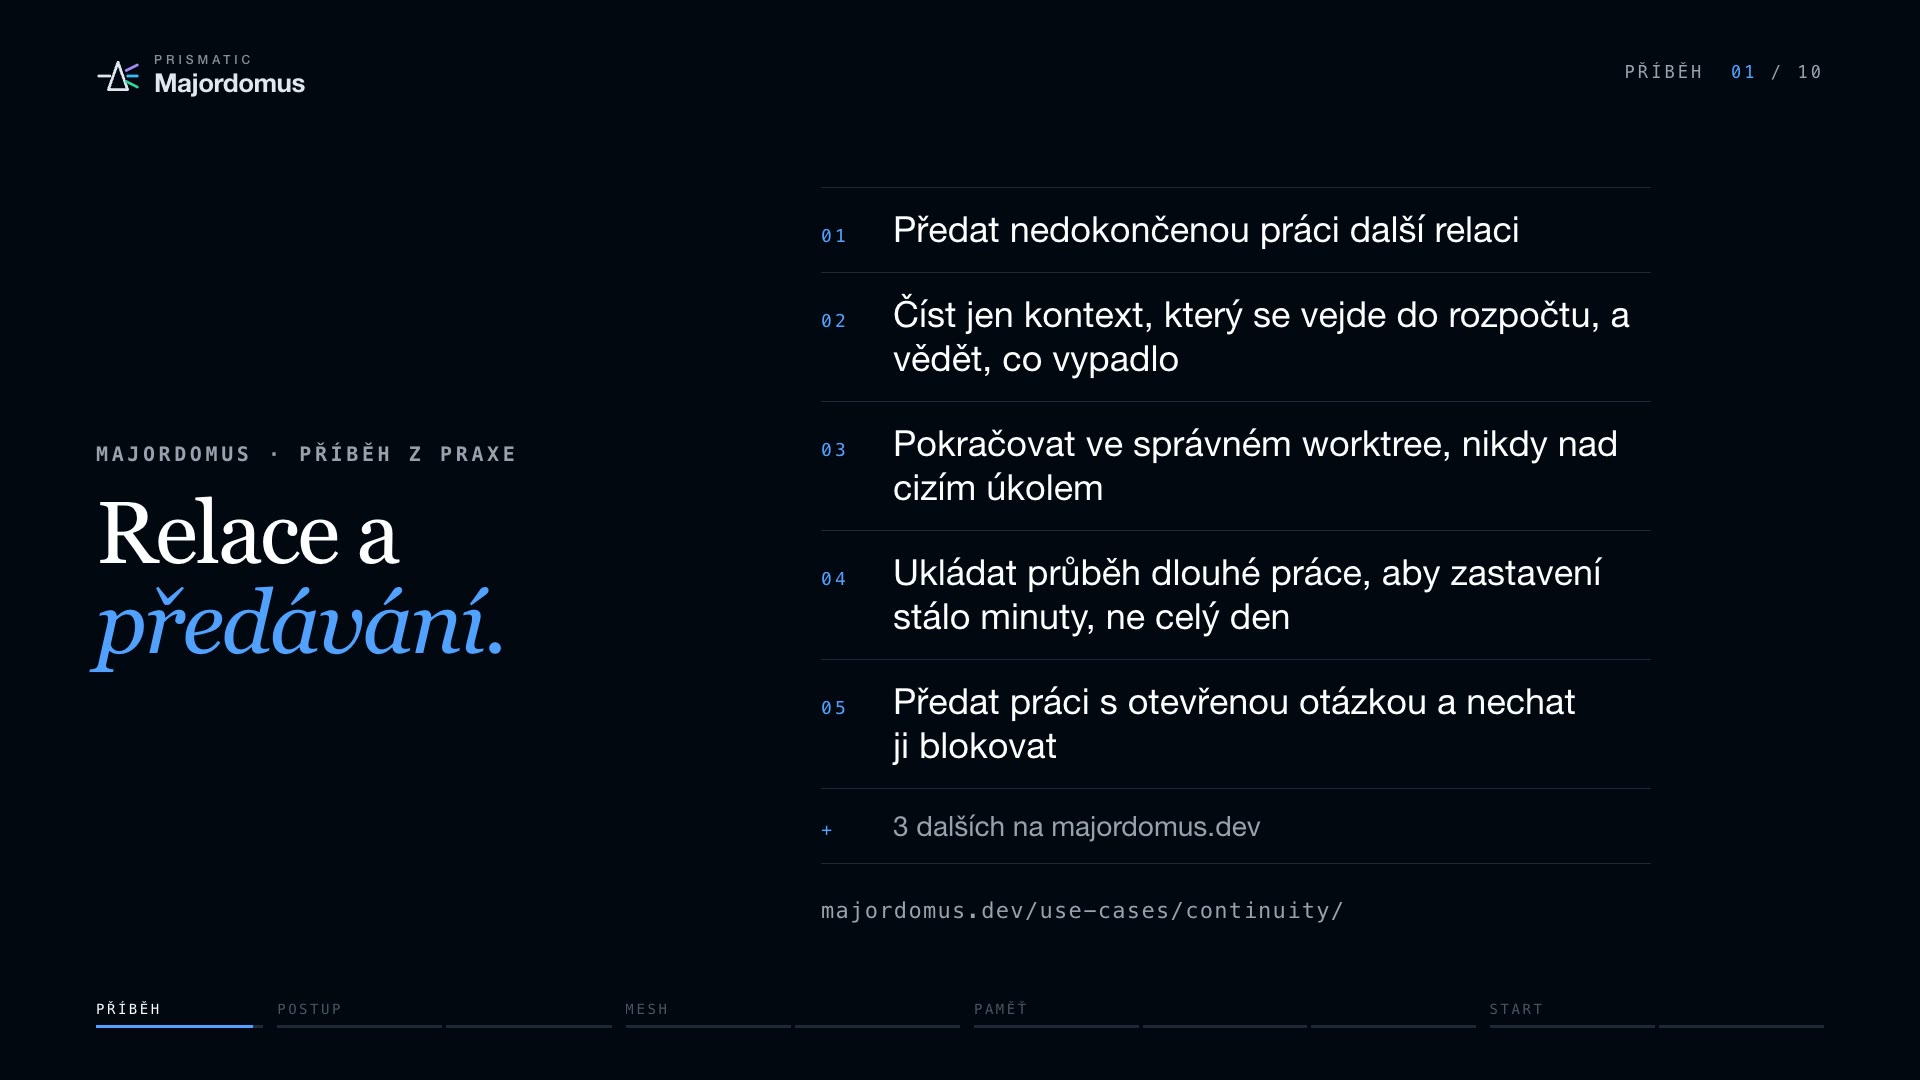 PRISMATIC
Majordomus
PŘÍBĚH 01 / 10
MAJORDOMUS · PŘÍBĚH Z PRAXE
Relace a
předávání.
01 Předat nedokončenou práci další relaci
02 Číst jen kontext, který se vejde do rozpočtu, a
vědět, co vypadlo
03 Pokračovat ve správném worktree, nikdy nad
cizím úkolem
04 Ukládat průběh dlouhé práce, aby zastavení
stálo minuty, ne celý den
05 Předat práci s otevřenou otázkou a nechat
ji blokovat
+ 3 dalších na majordomus.dev
majordomus.dev/use-cases/continuity/
PŘÍBĚH POSTUP MESH PAMĚŤ START